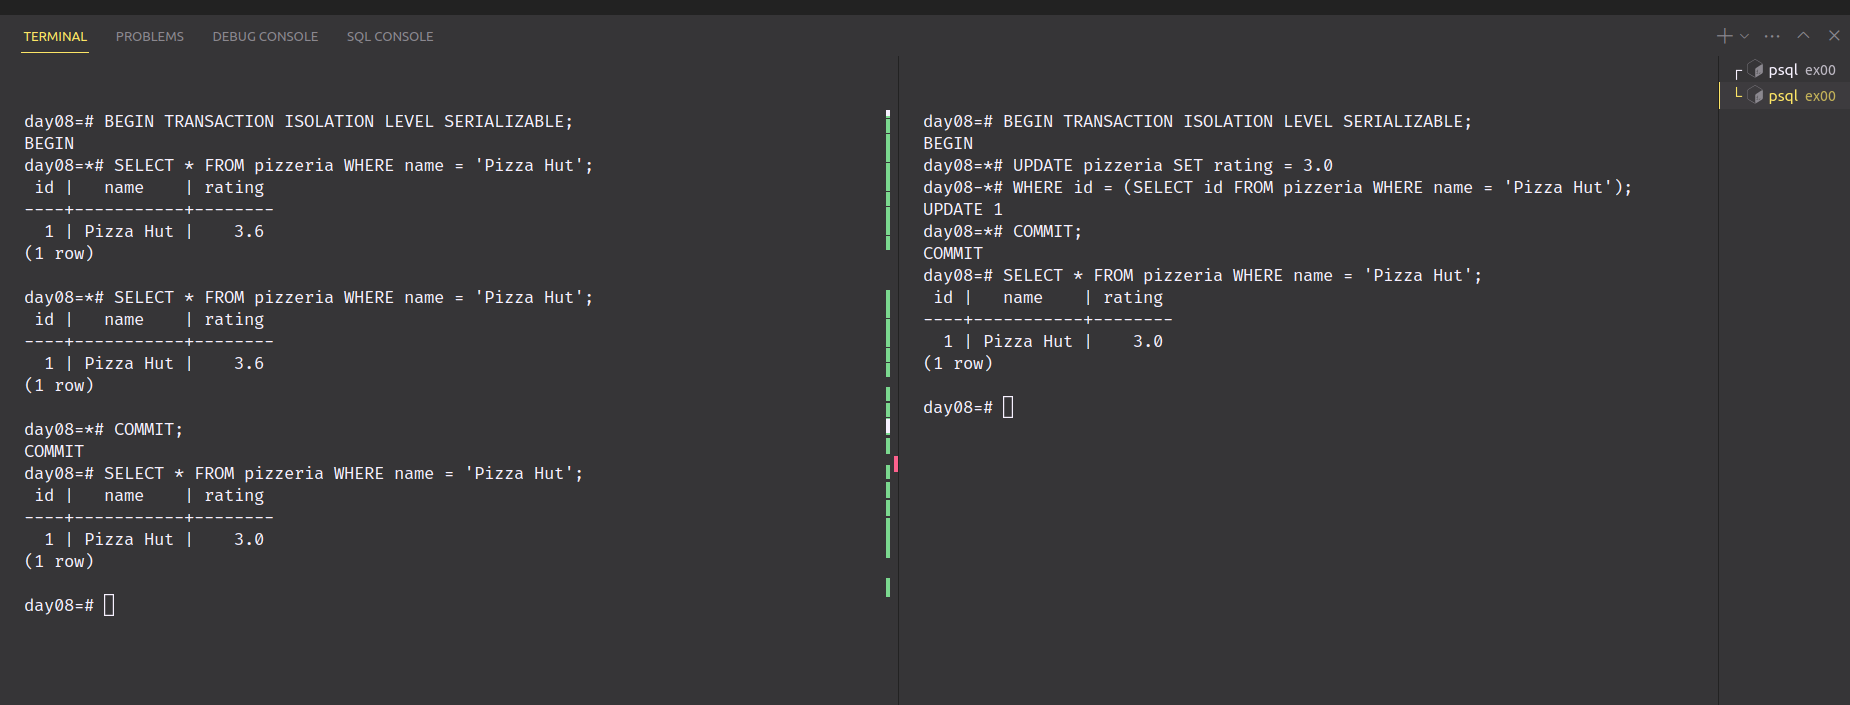 TERMINAL PROBLEMS DEBUG CONSOLE SQL CONSOLE
day08=# BEGIN TRANSACTION ISOLATION LEVEL SERIALIZABLE;
BEGIN
day08=*# SELECT * FROM pizzeria WHERE name = 'Pizza Hut';
 id |   name    | rating
----+-----------+--------
  1 | Pizza Hut |    3.6
(1 row)

day08=*# SELECT * FROM pizzeria WHERE name = 'Pizza Hut';
 id |   name    | rating
----+-----------+--------
  1 | Pizza Hut |    3.6
(1 row)

day08=*# COMMIT;
COMMIT
day08=# SELECT * FROM pizzeria WHERE name = 'Pizza Hut';
 id |   name    | rating
----+-----------+--------
  1 | Pizza Hut |    3.0
(1 row)

day08=#
day08=# BEGIN TRANSACTION ISOLATION LEVEL SERIALIZABLE;
BEGIN
day08=*# UPDATE pizzeria SET rating = 3.0
day08-*# WHERE id = (SELECT id FROM pizzeria WHERE name = 'Pizza Hut');
UPDATE 1
day08=*# COMMIT;
COMMIT
day08=# SELECT * FROM pizzeria WHERE name = 'Pizza Hut';
 id |   name    | rating
----+-----------+--------
  1 | Pizza Hut |    3.0
(1 row)

day08=#
psql ex00
psql ex00